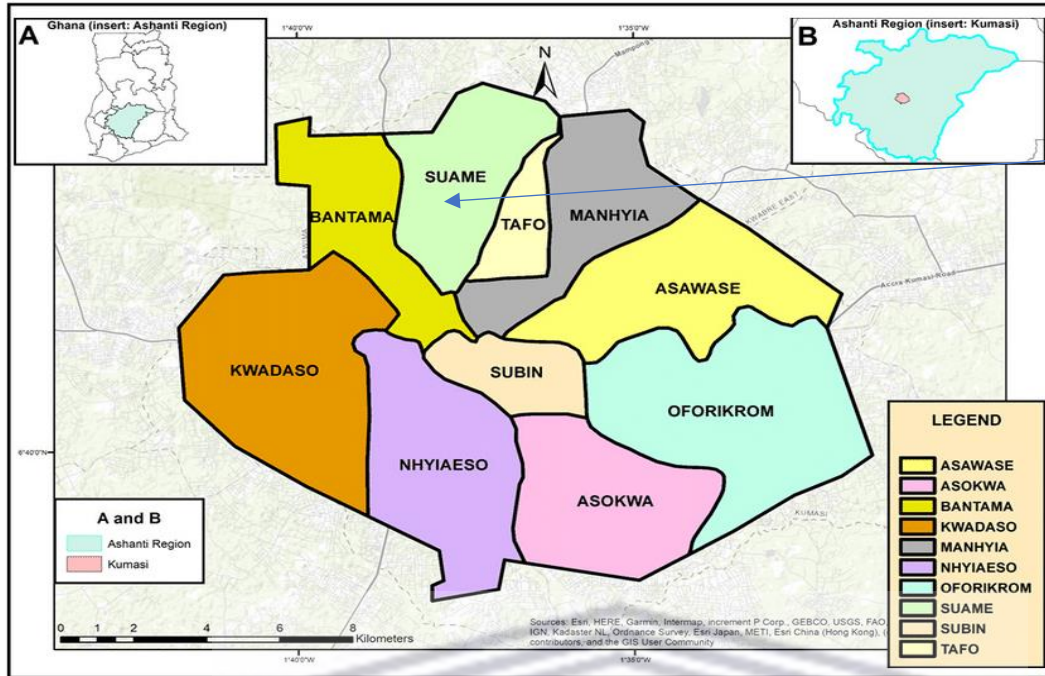 A
Ghana (insert: Ashanti Region)
1°40'0"W
1°35'0"W
Ashanti Region (insert: Kumasi)
B
N
Mampong
SUAME
BANTAMA
TAFO
MANHYIA
KWABRE EAST
ASAWASE
Accra Kumasi Road
KWADASO
SUBIN
OFORIKROM
6°40'0"N
NHYIAESO
ASOKWA
KUMASI
LEGEND
ASAWASE
ASOKWA
BANTAMA
KWADASO
MANHYIA
NHYIAESO
OFORIKROM
SUAME
SUBIN
TAFO
A and B
Ashanti Region
Kumasi
0 1 2 4 6 8
Kilometers
Sources: Esri, HERE, Garmin, Intermap, increment P Corp., GEBCO, USGS, FAO,
IGN, Kadaster NL, Ordnance Survey, Esri Japan, METI, Esri China (Hong Kong), (
contributors, and the GIS User Community
1°40'0"W
1°35'0"W